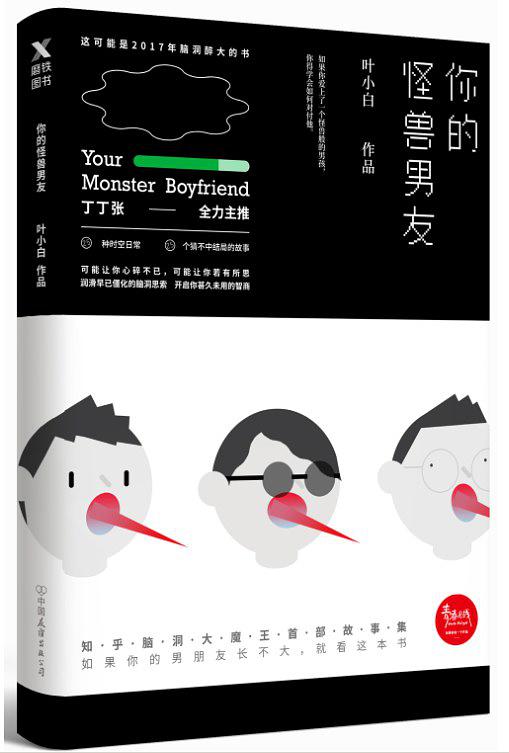 磨铁
图书
你的怪兽男友
叶小白 作品
中国友谊出版公司
这可能是2017年脑洞醉大的书
Your
Monster Boyfriend
丁丁张 —— 全力主推
种时空日常
个猜不中结局的故事
可能让你心碎不已，可能让你若有所思
润滑早已僵化的脑洞思索 开启你甚久未用的智商
你的
怪兽男友
叶小白 作品
如果你爱上了一个怪兽般的男孩，
你得学会如何对付他。
知·乎·脑·洞·大·魔·王·首·部·故·事·集
如果你的男朋友长不大，就看这本书